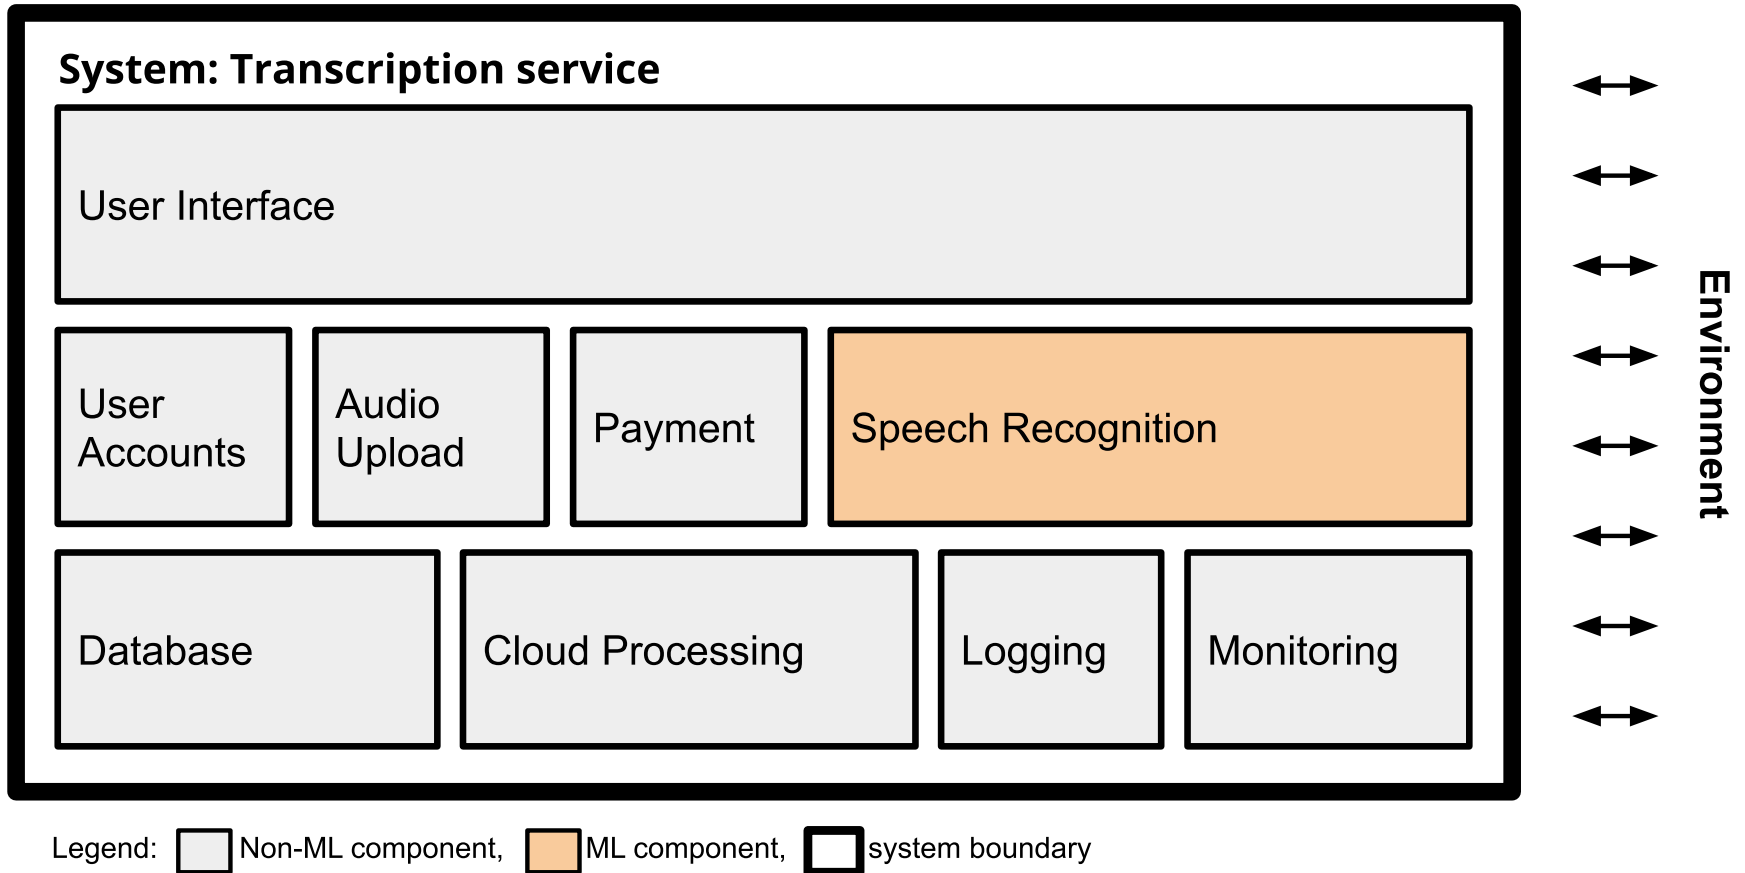 System: Transcription service
User Interface
User
Accounts
Audio
Upload
Payment
Speech Recognition
Database
Cloud Processing
Logging
Monitoring
Environment
Legend: Non-ML component, ML component, system boundary